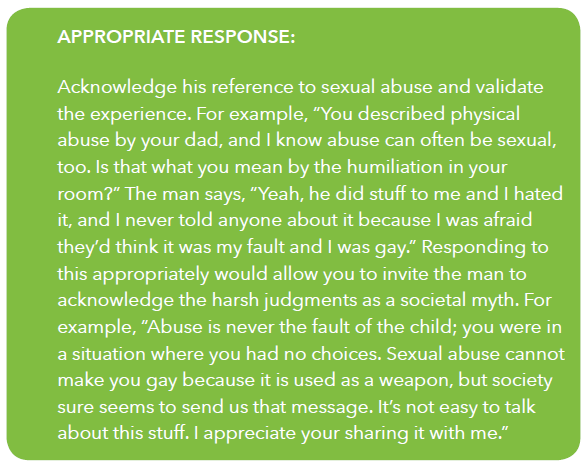 APPROPRIATE RESPONSE:
Acknowledge his reference to sexual abuse and validate
the experience. For example, “You described physical
abuse by your dad, and I know abuse can often be sexual,
too. Is that what you mean by the humiliation in your
room?” The man says, “Yeah, he did stuff to me and I hated
it, and I never told anyone about it because I was afraid
they’d think it was my fault and I was gay.” Responding to
this appropriately would allow you to invite the man to
acknowledge the harsh judgments as a societal myth. For
example, “Abuse is never the fault of the child; you were in
a situation where you had no choices. Sexual abuse cannot
make you gay because it is used as a weapon, but society
sure seems to send us that message. It’s not easy to talk
about this stuff. I appreciate your sharing it with me.”